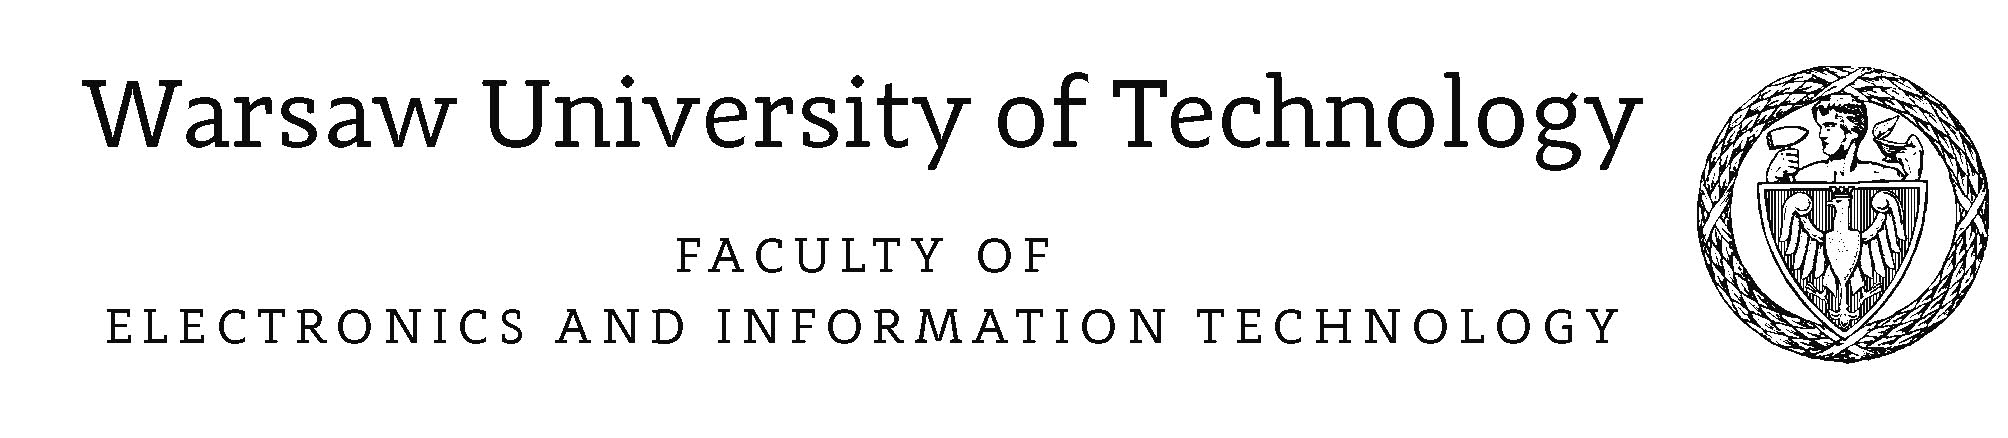 Warsaw University of Technology
FACULTY OF
ELECTRONICS AND INFORMATION TECHNOLOGY